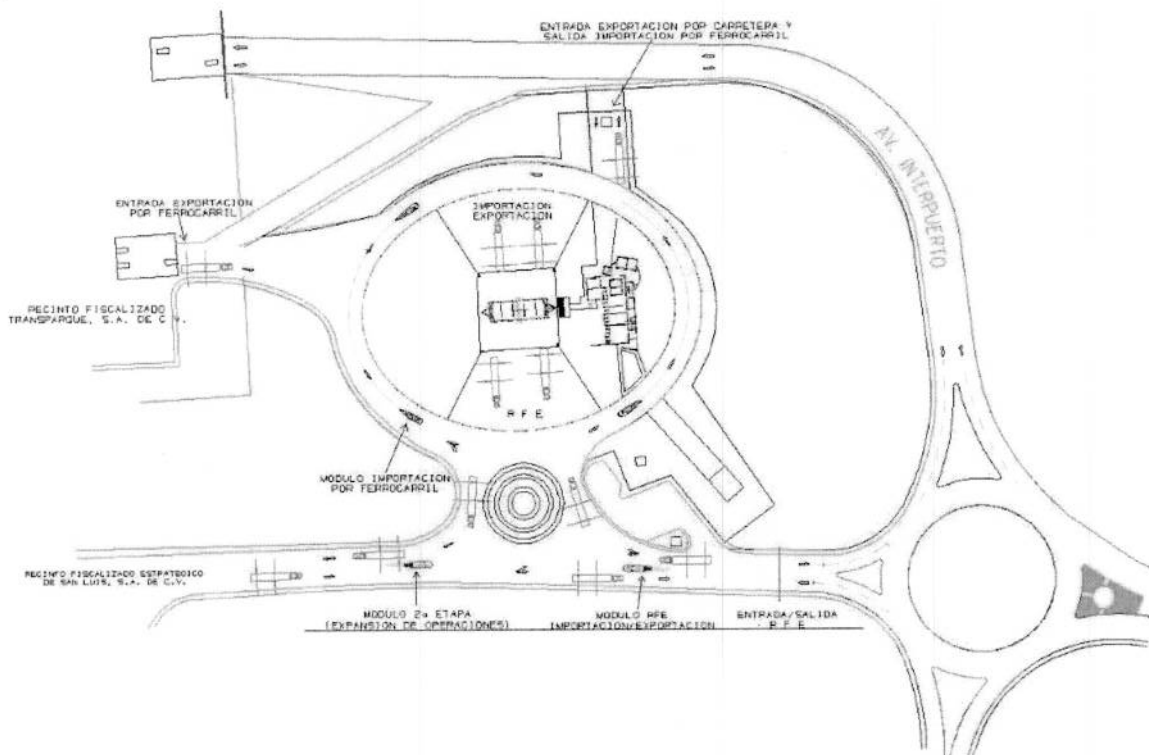 ENTRADA EXPORTACION POR CARRETERA Y
SALIDA IMPORTACION POR FERROCARRIL
AV. INTERPUERTO
ENTRADA EXPORTACION
POR FERROCARRIL
IMPORTACION
EXPORTACION
RECINTO FISCALIZADO
TRANSPARQUE, S.A. DE C.V.
R F E
MODULO IMPORTACION
POR FERROCARRIL
RECINTO FISCALIZADO ESTRATEGICO
DE SAN LUIS, S.A. DE C.V.
MODULO 2a ETAPA
(EXPANSION DE OPERACIONES)
MODULO RFE
IMPORTACION/EXPORTACION
ENTRADA/SALIDA
R F E